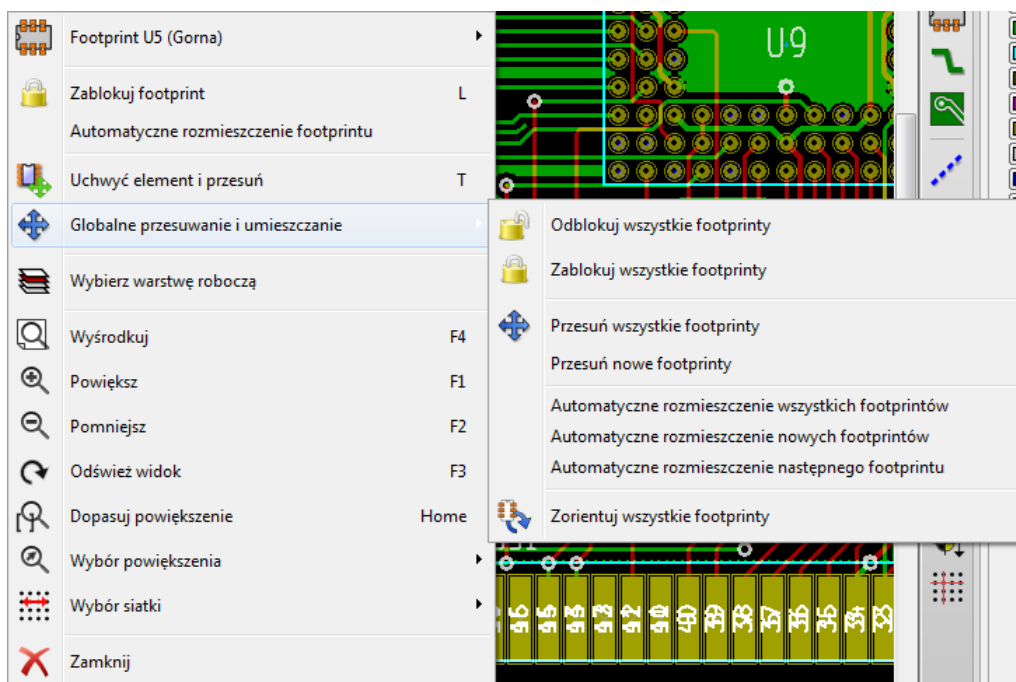 Footprint U5 (Gorna)
Zablokuj footprint L
Automatyczne rozmieszczenie footprintu
Uchwyć element i przesuń T
Globalne przesuwanie i umieszczanie
Wybierz warstwę roboczą
Wyśrodkuj F4
Powiększ F1
Pomniejsz F2
Odśwież widok F3
Dopasuj powiększenie Home
Wybór powiększenia
Wybór siatki
Zamknij
U9
Odblokuj wszystkie footprinty
Zablokuj wszystkie footprinty
Przesuń wszystkie footprinty
Przesuń nowe footprinty
Automatyczne rozmieszczenie wszystkich footprintów
Automatyczne rozmieszczenie nowych footprintów
Automatyczne rozmieszczenie następnego footprintu
Zorientuj wszystkie footprinty